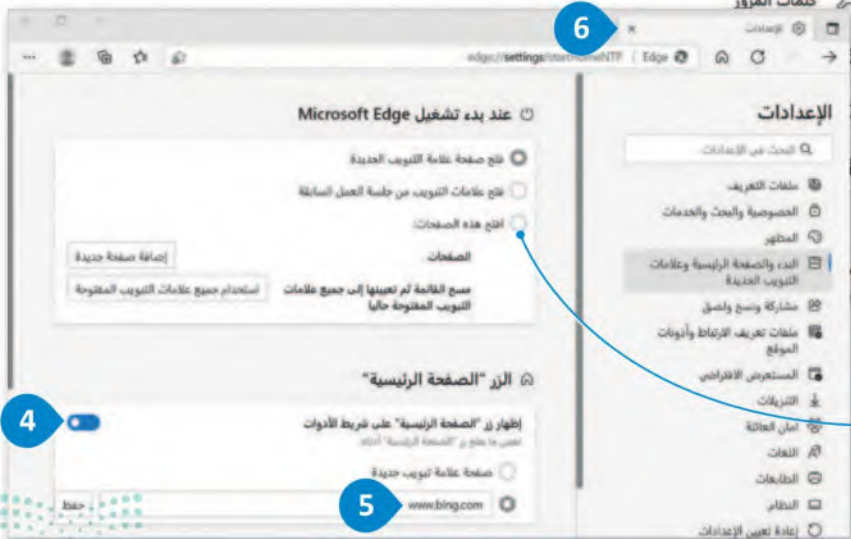 كلمات المرور
6
الإعدادات
edge://settings/startHomeNTP | Edge
الإعدادات
البحث في الإعدادات
ملفات التعريف
الخصوصية والبحث والخدمات
المظهر
البدء والصفحة الرئيسية وعلامات
التبويب الجديدة
مشاركة ونسخ ولصق
ملفات تعريف الارتباط وأذونات
الموقع
المستعرض الافتراضي
التنزيلات
امان العائلة
اللغات
الطابعات
النظام
إعادة تعيين الإعدادات
عند بدء تشغيل Microsoft Edge
فتح صفحة علامة التبويب الجديدة
فتح علامات التبويب من جلسة العمل السابقة
افتح هذه الصفحات:
الصفحات
إضافة صفحة جديدة
مسح القائمة ثم تعيينها إلى جميع علامات
التبويب المفتوحة حاليا
استخدام جميع علامات التبويب المفتوحة
الزر "الصفحة الرئيسية"
إظهار زر "الصفحة الرئيسية" على شريط الأدوات
4
صفحة علامة تبويب جديدة
www.bing.com
5
حفظ